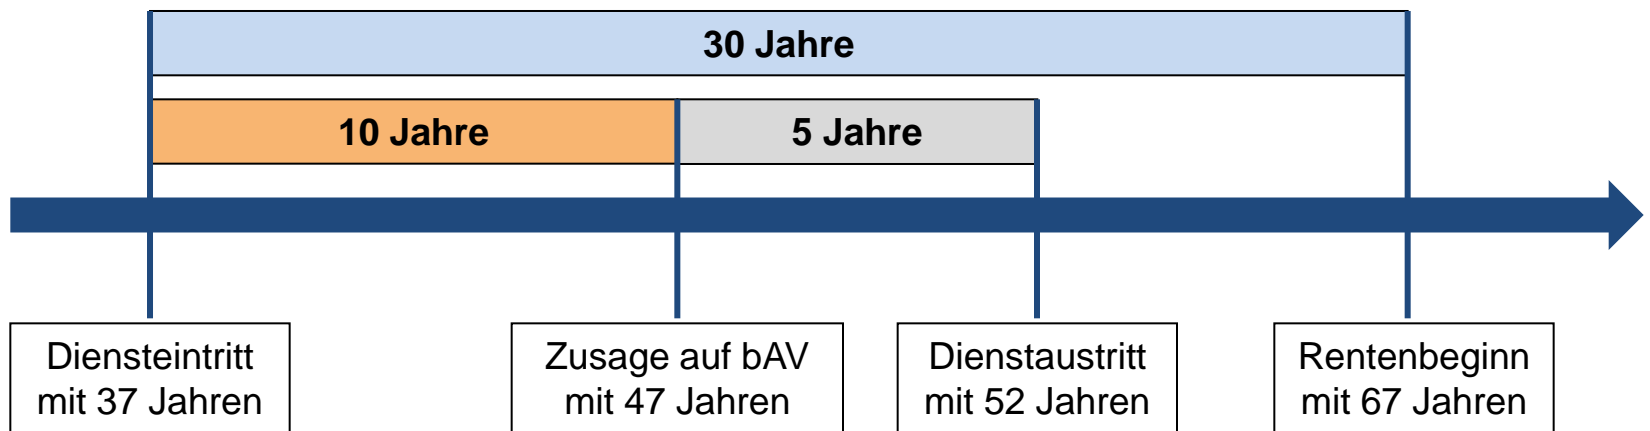 30 Jahre
10 Jahre
5 Jahre
Diensteintritt
mit 37 Jahren
Zusage auf bAV
mit 47 Jahren
Dienstaustritt
mit 52 Jahren
Rentenbeginn
mit 67 Jahren